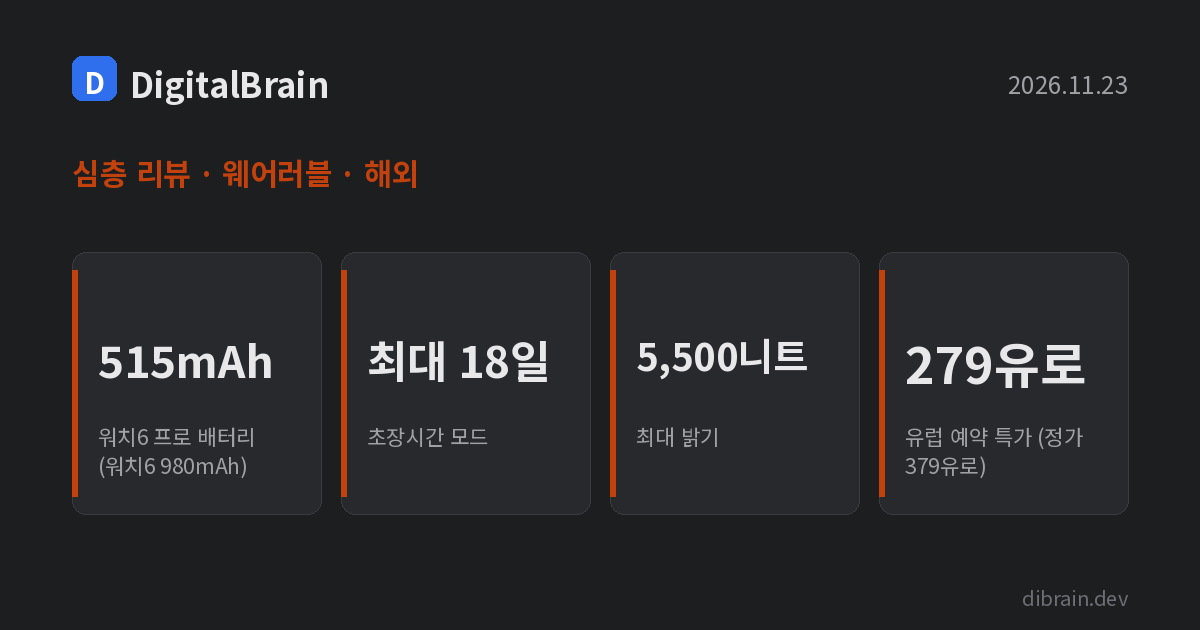 D DigitalBrain
2026.11.23
심층 리뷰 · 웨어러블 · 해외
515mAh
워치6 프로 배터리
(워치6 980mAh)
최대 18일
초장시간 모드
5,500니트
최대 밝기
279유로
유럽 예약 특가 (정가
379유로)
dibrain.dev